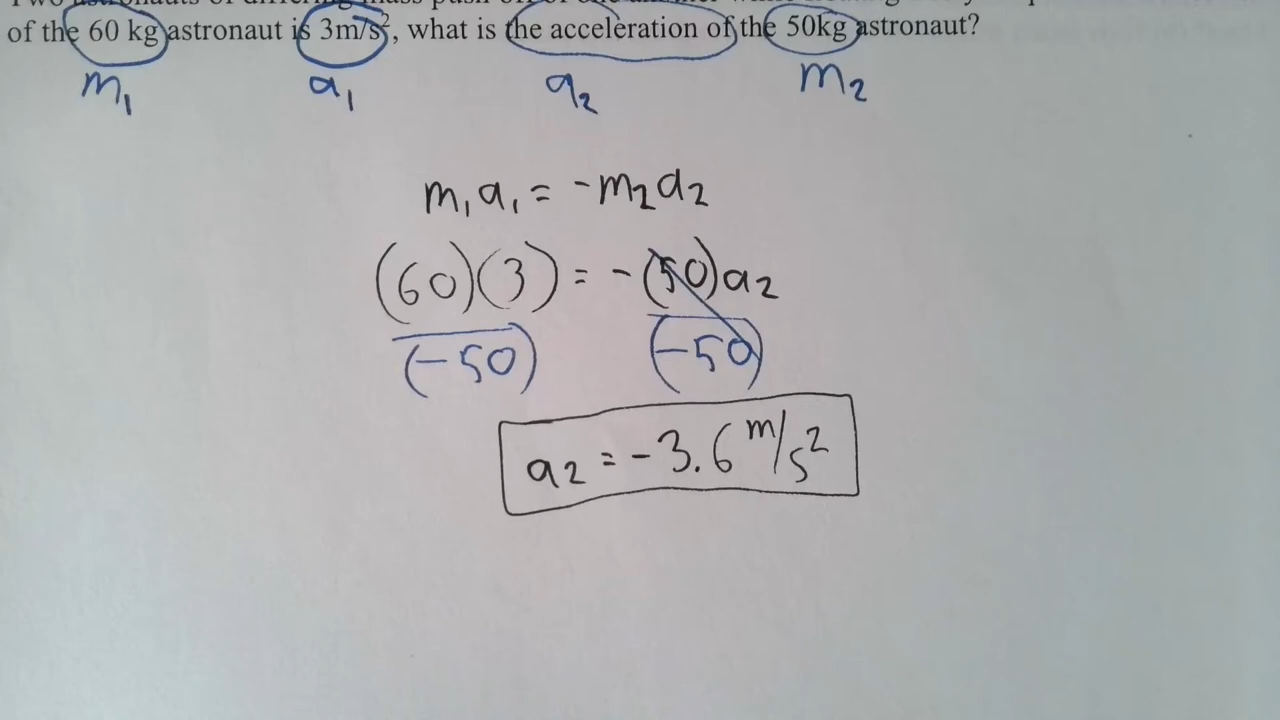 of the 60 kg astronaut is 3m/s², what is the acceleration of the 50kg astronaut?
m₁ a₁ a₂ m₂
m₁a₁ = -m₂a₂
(60)(3) = -(50)a₂
(-50) (-50)
a₂ = -3.6 m/s²